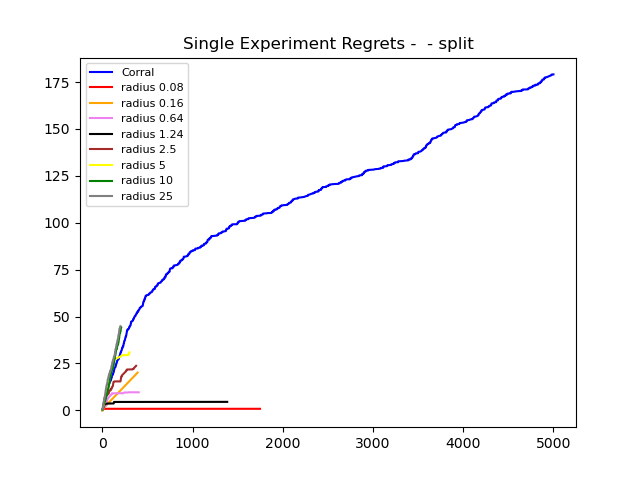 Single Experiment Regrets -  - split
Corral
radius 0.08
radius 0.16
radius 0.64
radius 1.24
radius 2.5
radius 5
radius 10
radius 25
175
150
125
100
75
50
25
0
0 1000 2000 3000 4000 5000